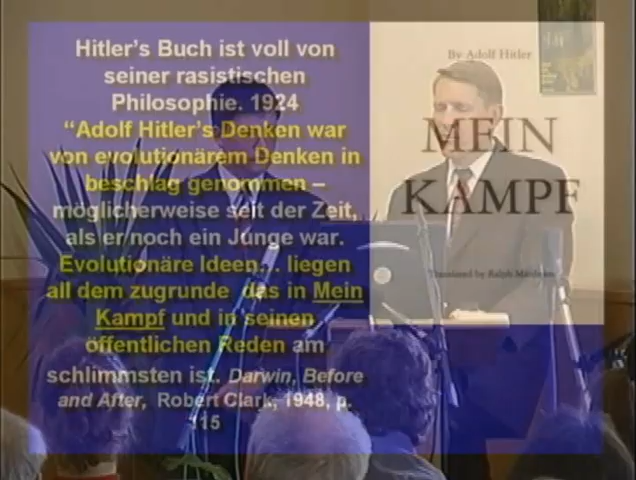 Hitler's Buch ist voll von
seiner rasistischen
Philosophie. 1924
“Adolf Hitler's Denken war
von evolutionärem Denken in
beschlag genommen –
möglicherweise seit der Zeit,
als er noch ein Junge war.
Evolutionäre Ideen... liegen
all dem zugrunde das in Mein
Kampf und in seinen
öffentlichen Reden am
schlimmsten ist. Darwin, Before
and After, Robert Clark, 1948, p.
115
By Adolf Hitler
MEIN
KAMPF
Translated by Ralph Manheim